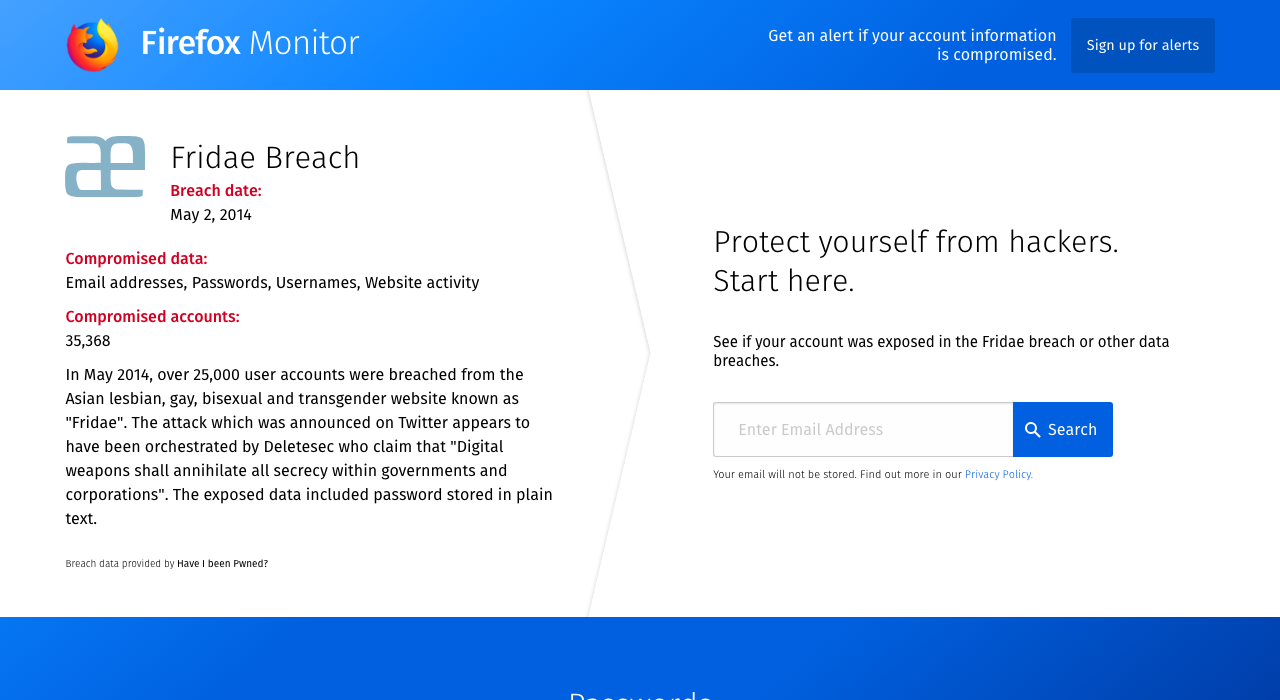 Firefox Monitor
Get an alert if your account information
is compromised.
Sign up for alerts
æ
Fridae Breach
Breach date:
May 2, 2014
Compromised data:
Email addresses, Passwords, Usernames, Website activity
Compromised accounts:
35,368
In May 2014, over 25,000 user accounts were breached from the
Asian lesbian, gay, bisexual and transgender website known as
"Fridae". The attack which was announced on Twitter appears to
have been orchestrated by Deletesec who claim that "Digital
weapons shall annihilate all secrecy within governments and
corporations". The exposed data included password stored in plain
text.
Breach data provided by Have I been Pwned?
Protect yourself from hackers.
Start here.
See if your account was exposed in the Fridae breach or other data
breaches.
Enter Email Address
Search
Your email will not be stored. Find out more in our Privacy Policy.
Passwords